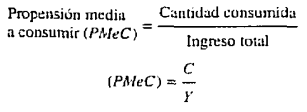 Propensión media
a consumir (PMeC) = Cantidad consumida / Ingreso total
(PMeC) = C / Y